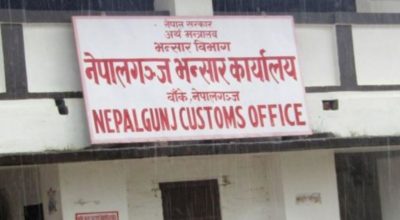 नेपाल सरकार
अर्थ मन्त्रालय
भन्सार विभाग
नेपालगञ्ज भन्सार कार्यालय
बाँके, नेपालगञ्ज
NEPALGUNJ CUSTOMS OFFICE